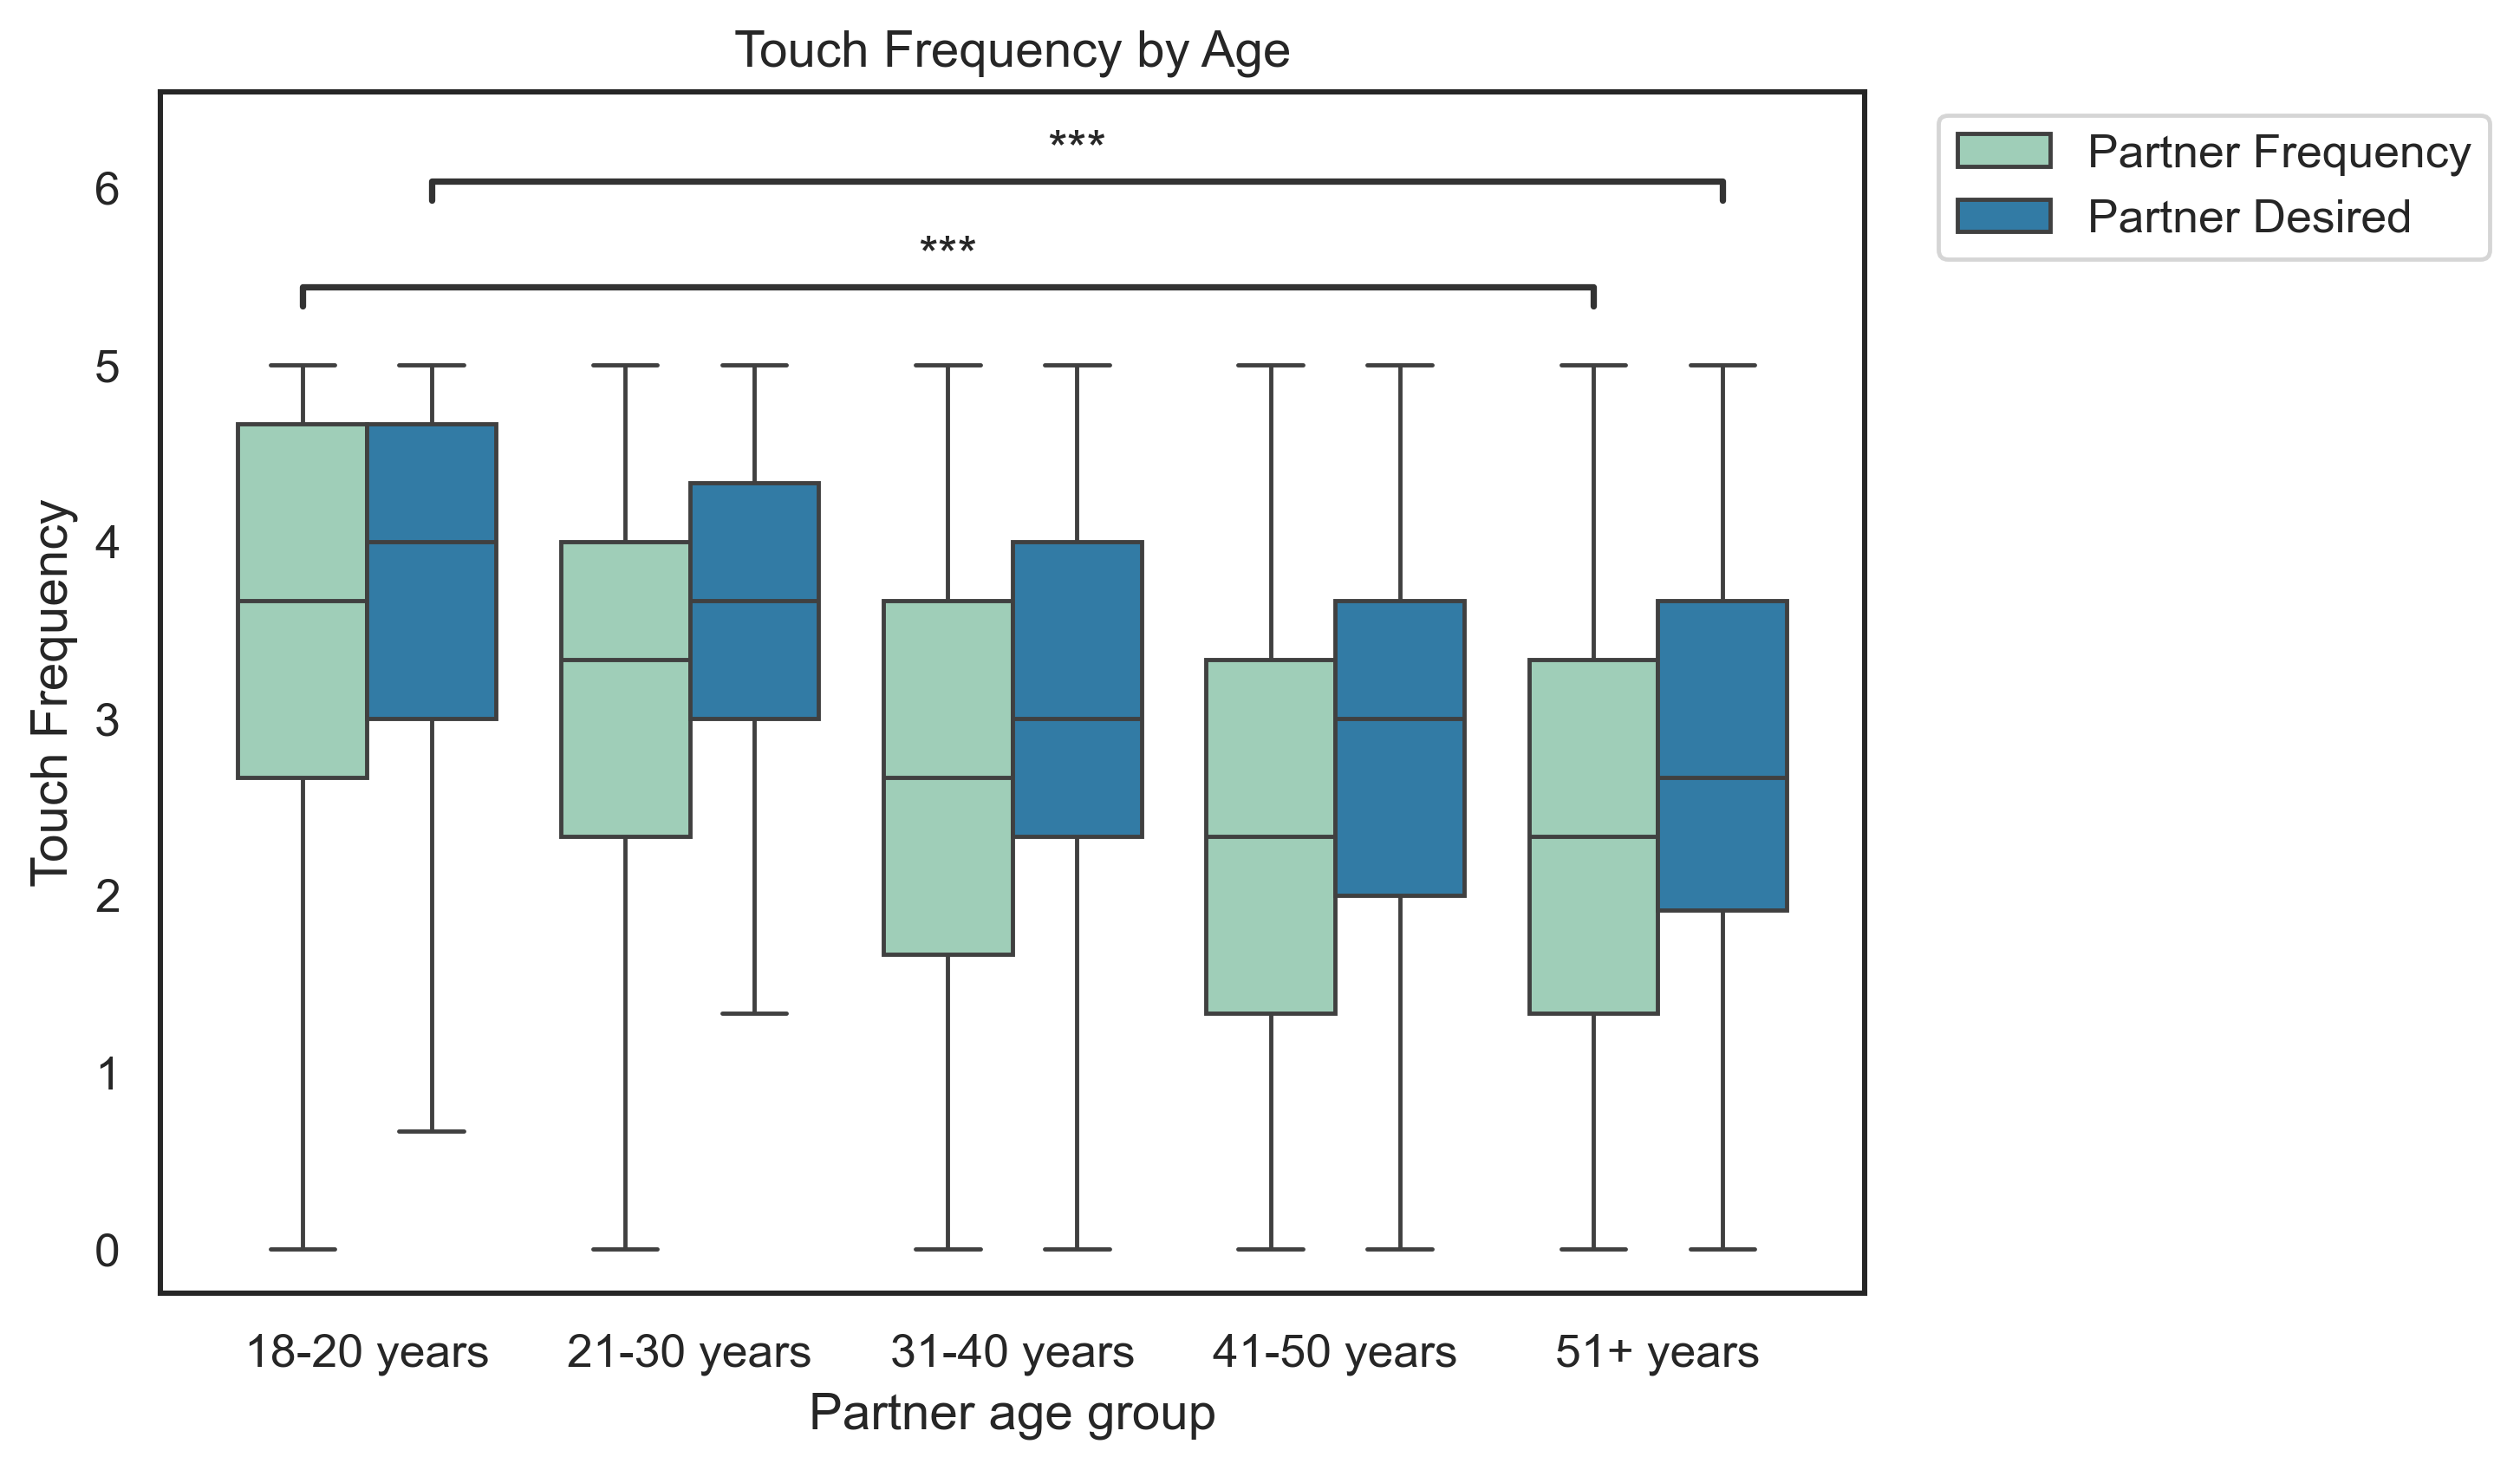 Touch Frequency by Age
***
***
Partner Frequency
Partner Desired
Touch Frequency
6
5
4
3
2
1
0
18-20 years
21-30 years
31-40 years
41-50 years
51+ years
Partner age group